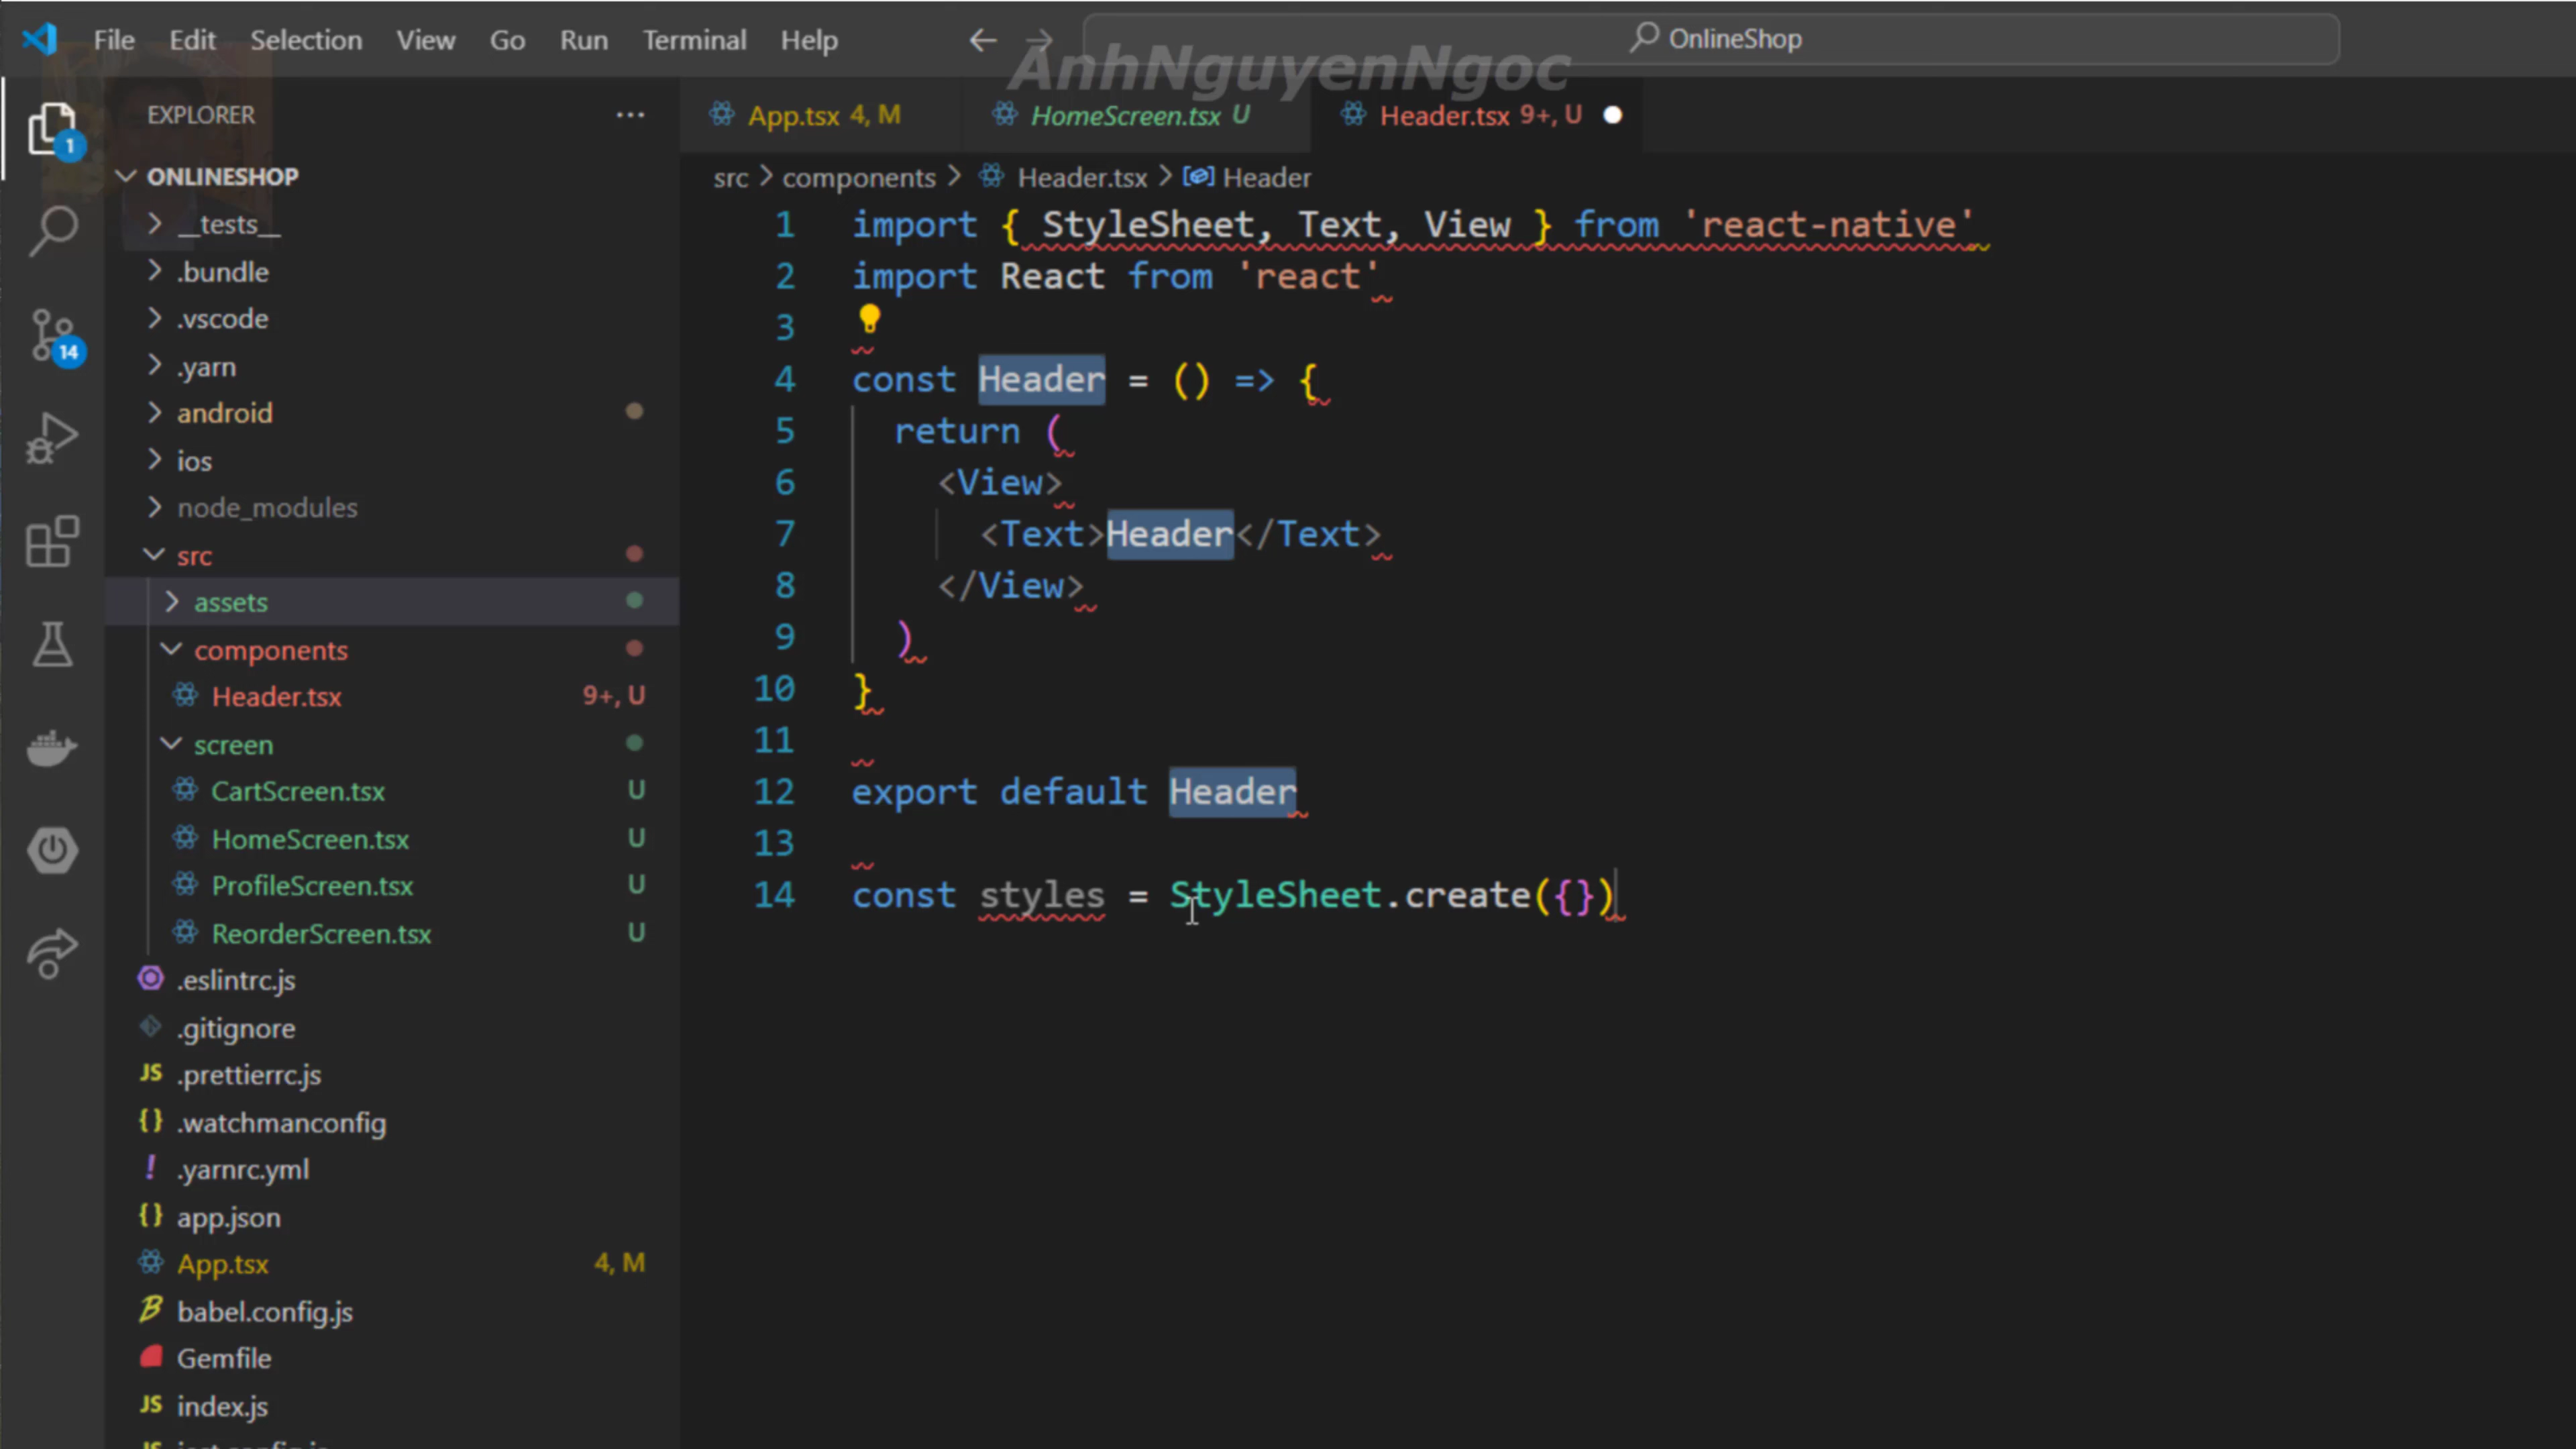 File Edit Selection View Go Run Terminal Help
OnlineShop
AnhNguyenNgoc
EXPLORER
App.tsx 4, M
HomeScreen.tsx U
Header.tsx 9+, U
1
ONLINESHOP
src > components > Header.tsx > Header
__tests__
.bundle
.vscode
.yarn
android
ios
node_modules
src
assets
components
Header.tsx 9+, U
screen
CartScreen.tsx U
HomeScreen.tsx U
ProfileScreen.tsx U
ReorderScreen.tsx U
.eslintrc.js
.gitignore
JS .prettierrc.js
{} .watchmanconfig
! .yarnrc.yml
{} app.json
App.tsx 4, M
babel.config.js
Gemfile
JS index.js
14
1 import { StyleSheet, Text, View } from 'react-native'
2 import React from 'react'
3
4 const Header = () => {
5 return (
6 <View>
7 <Text>Header</Text>
8 </View>
9 )
10 }
11
12 export default Header
13
14 const styles = StyleSheet.create({})